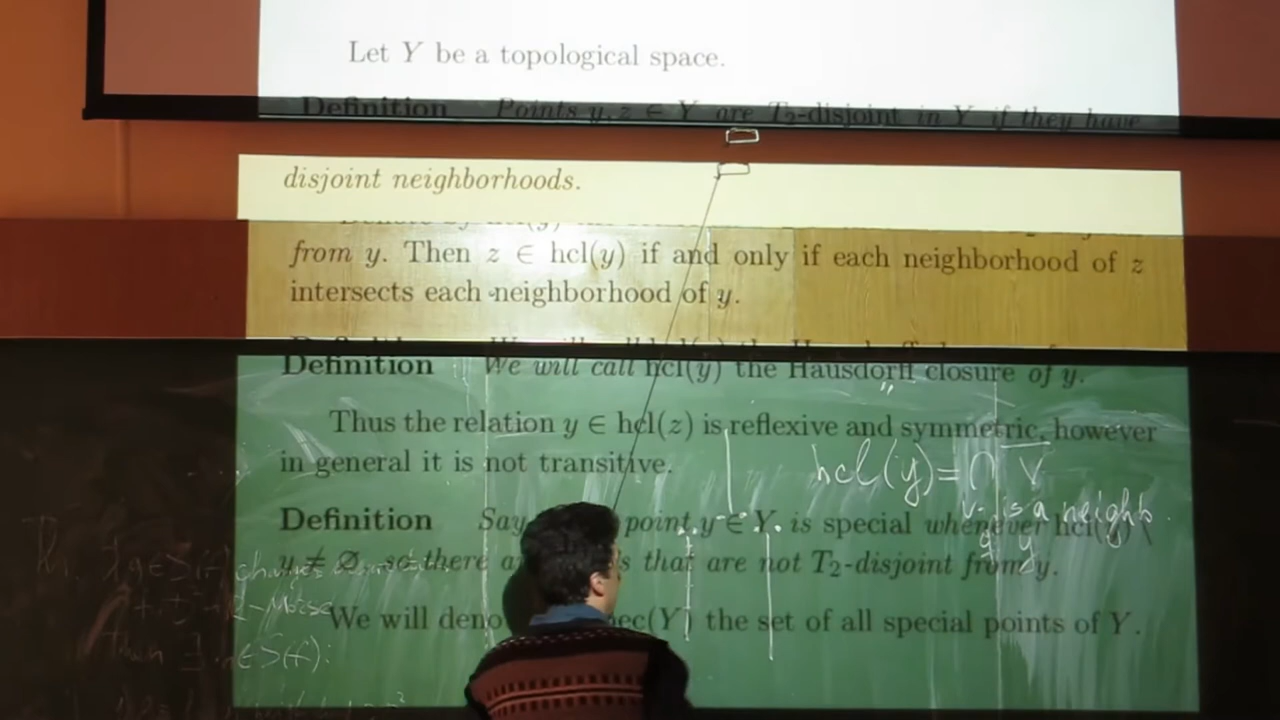 Let Y be a topological space.
Definition Points y, z ∈ Y are T₂-disjoint in Y if they have
disjoint neighborhoods.
from y. Then z ∈ hcl(y) if and only if each neighborhood of z
intersects each neighborhood of y.
Definition We will call hcl(y) the Hausdorff closure of y.
Thus the relation y ∈ hcl(z) is reflexive and symmetric, however
in general it is not transitive.
hcl(y)=∩ V̅
V is a neighb.
of y
Definition Say point y ∈ Y is special whenever hcl(y) \
y ≠ ∅, so there are not T₂-disjoint from y.
We will denote the set of all special points of Y.
then ∃ ∈ S(f):